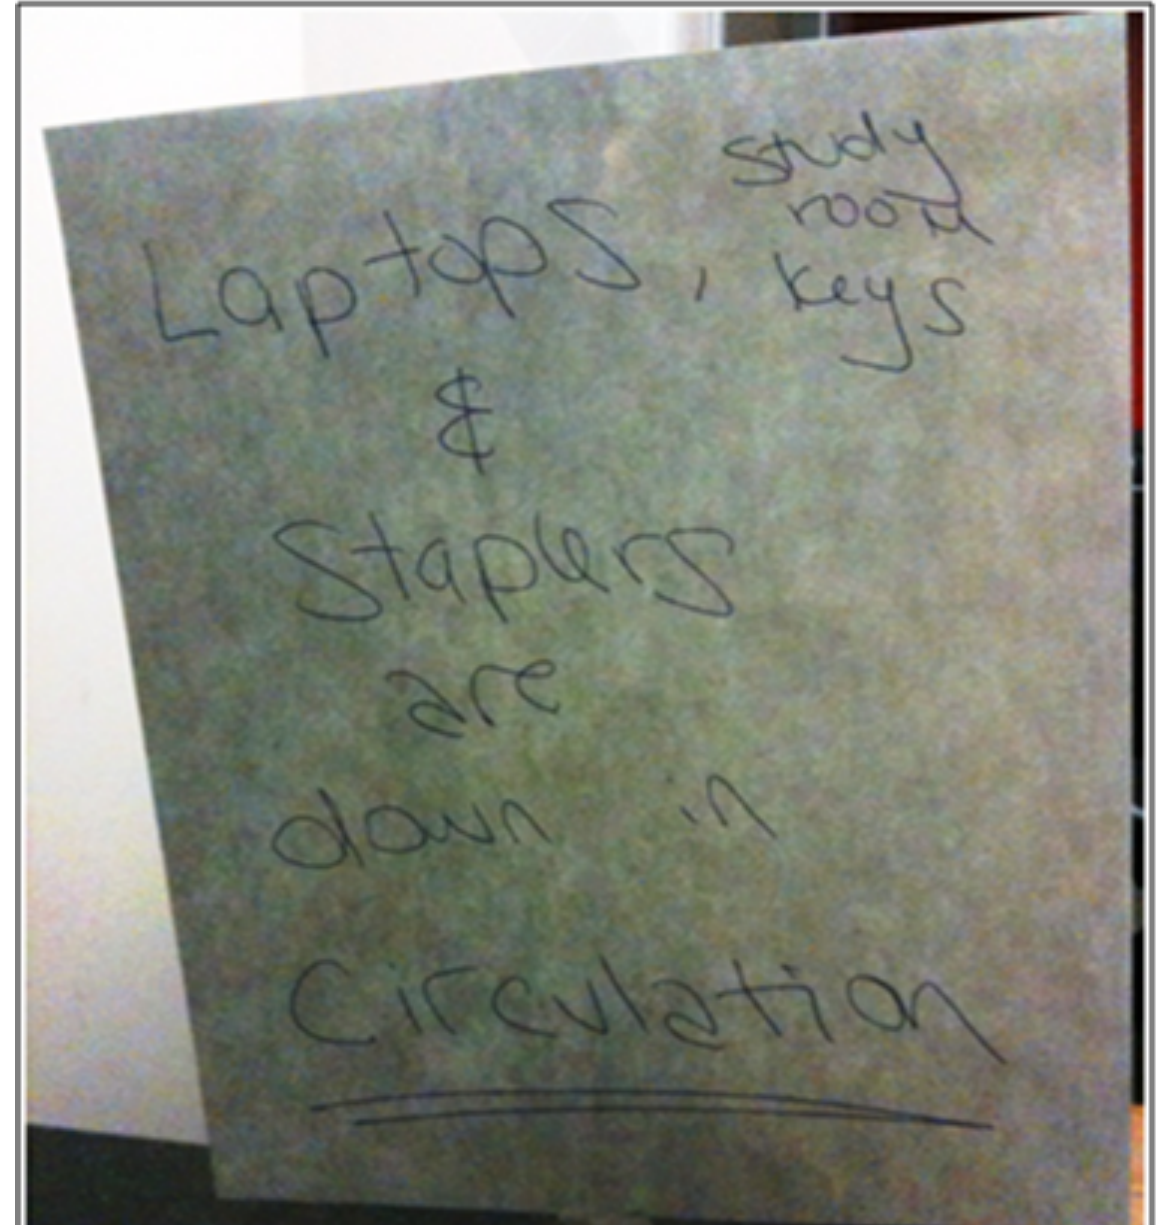 Laptops, study
room
keys
&
Staplers
are
down in
Circulation